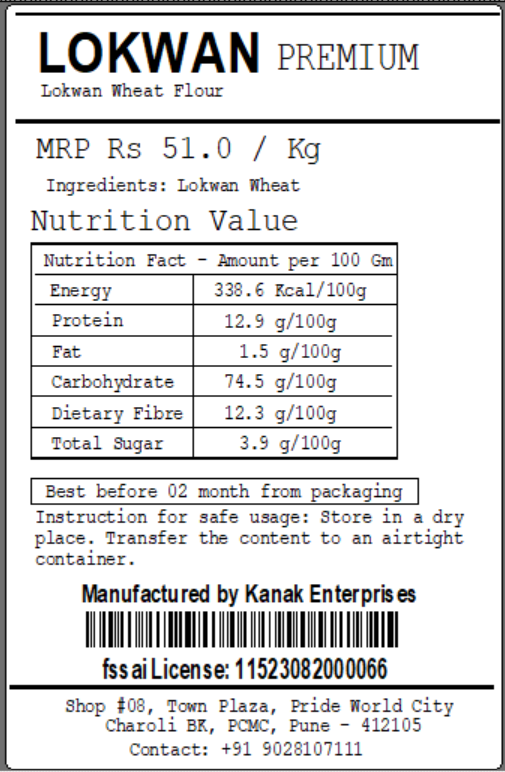 LOKWAN PREMIUM
Lokwan Wheat Flour
MRP Rs 51.0 / Kg
Ingredients: Lokwan Wheat
Nutrition Value
Nutrition Fact - Amount per 100 Gm
Energy 338.6 Kcal/100g
Protein 12.9 g/100g
Fat 1.5 g/100g
Carbohydrate 74.5 g/100g
Dietary Fibre 12.3 g/100g
Total Sugar 3.9 g/100g
Best before 02 month from packaging
Instruction for safe usage: Store in a dry
place. Transfer the content to an airtight
container.
Manufactured by Kanak Enterprises
fssai License: 11523082000066
Shop #08, Town Plaza, Pride World City
Charoli BK, PCMC, Pune - 412105
Contact: +91 9028107111